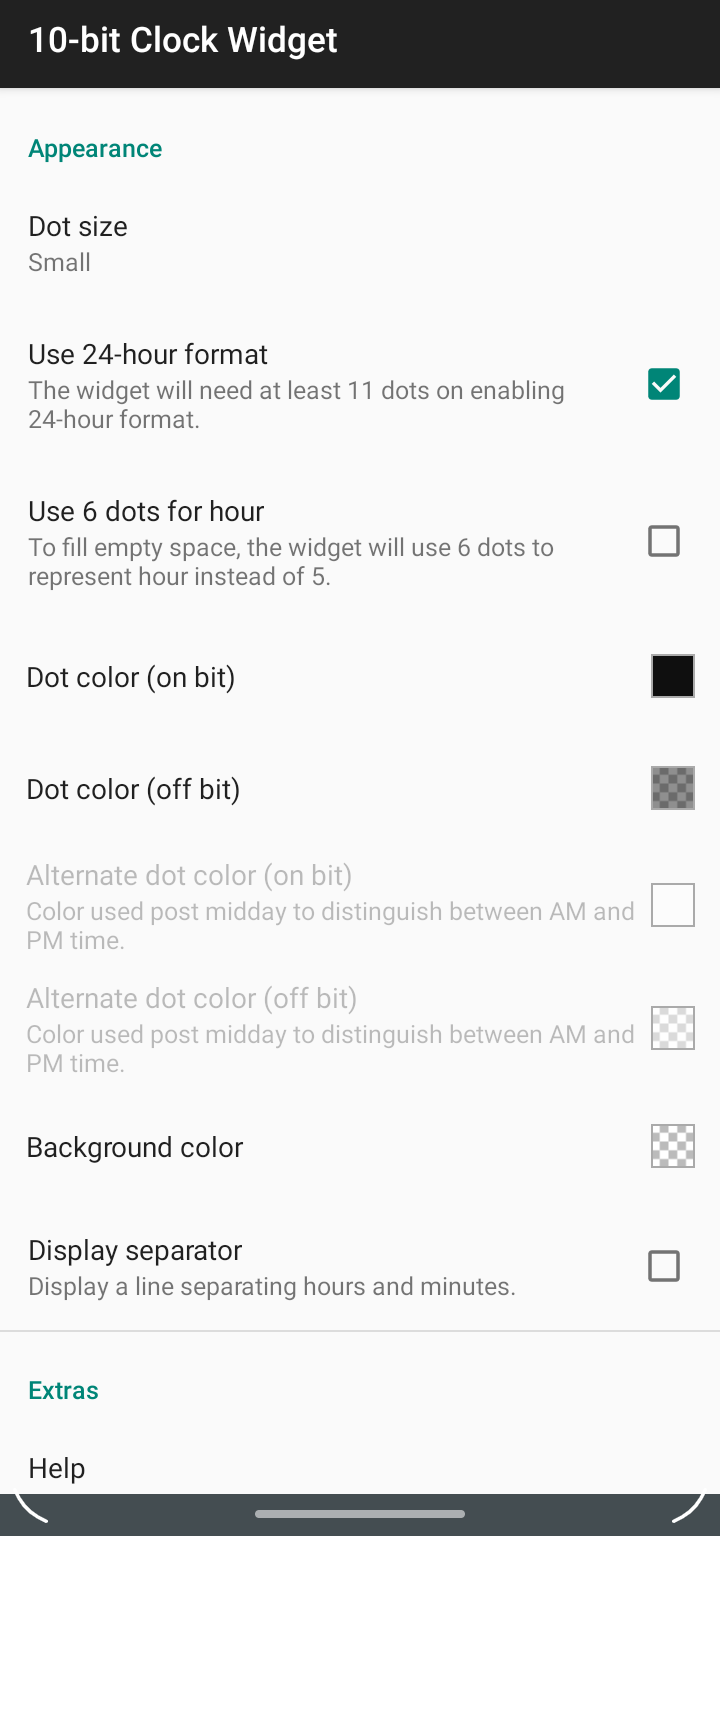 10-bit Clock Widget
Appearance
Dot size
Small
Use 24-hour format
The widget will need at least 11 dots on enabling
24-hour format.
Use 6 dots for hour
To fill empty space, the widget will use 6 dots to
represent hour instead of 5.
Dot color (on bit)
Dot color (off bit)
Alternate dot color (on bit)
Color used post midday to distinguish between AM and
PM time.
Alternate dot color (off bit)
Color used post midday to distinguish between AM and
PM time.
Background color
Display separator
Display a line separating hours and minutes.
Extras
Help